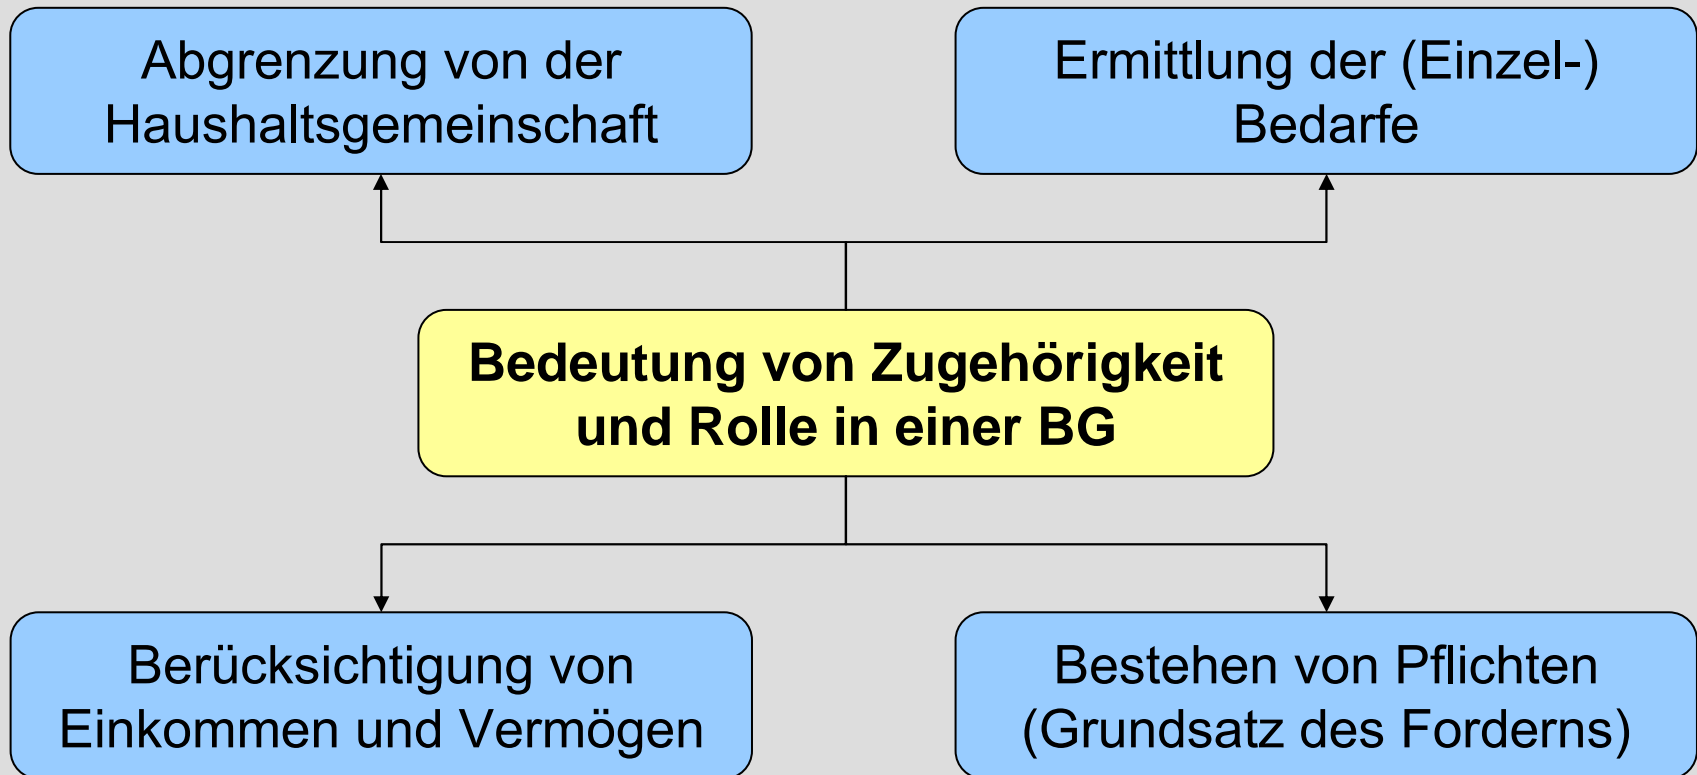 Abgrenzung von der
Haushaltsgemeinschaft
Ermittlung der (Einzel-)
Bedarfe
Bedeutung von Zugehörigkeit
und Rolle in einer BG
Berücksichtigung von
Einkommen und Vermögen
Bestehen von Pflichten
(Grundsatz des Forderns)